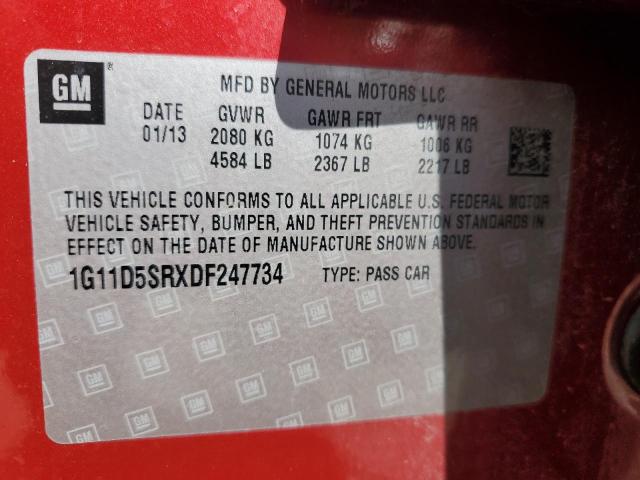 GM ®
MFD BY GENERAL MOTORS LLC
DATE GVWR GAWR FRT GAWR RR
01/13 2080 KG 1074 KG 1006 KG
4584 LB 2367 LB 2217 LB
THIS VEHICLE CONFORMS TO ALL APPLICABLE U.S. FEDERAL MOTOR
VEHICLE SAFETY, BUMPER, AND THEFT PREVENTION STANDARDS IN
EFFECT ON THE DATE OF MANUFACTURE SHOWN ABOVE.
1G11D5SRXDF247734 TYPE: PASS CAR